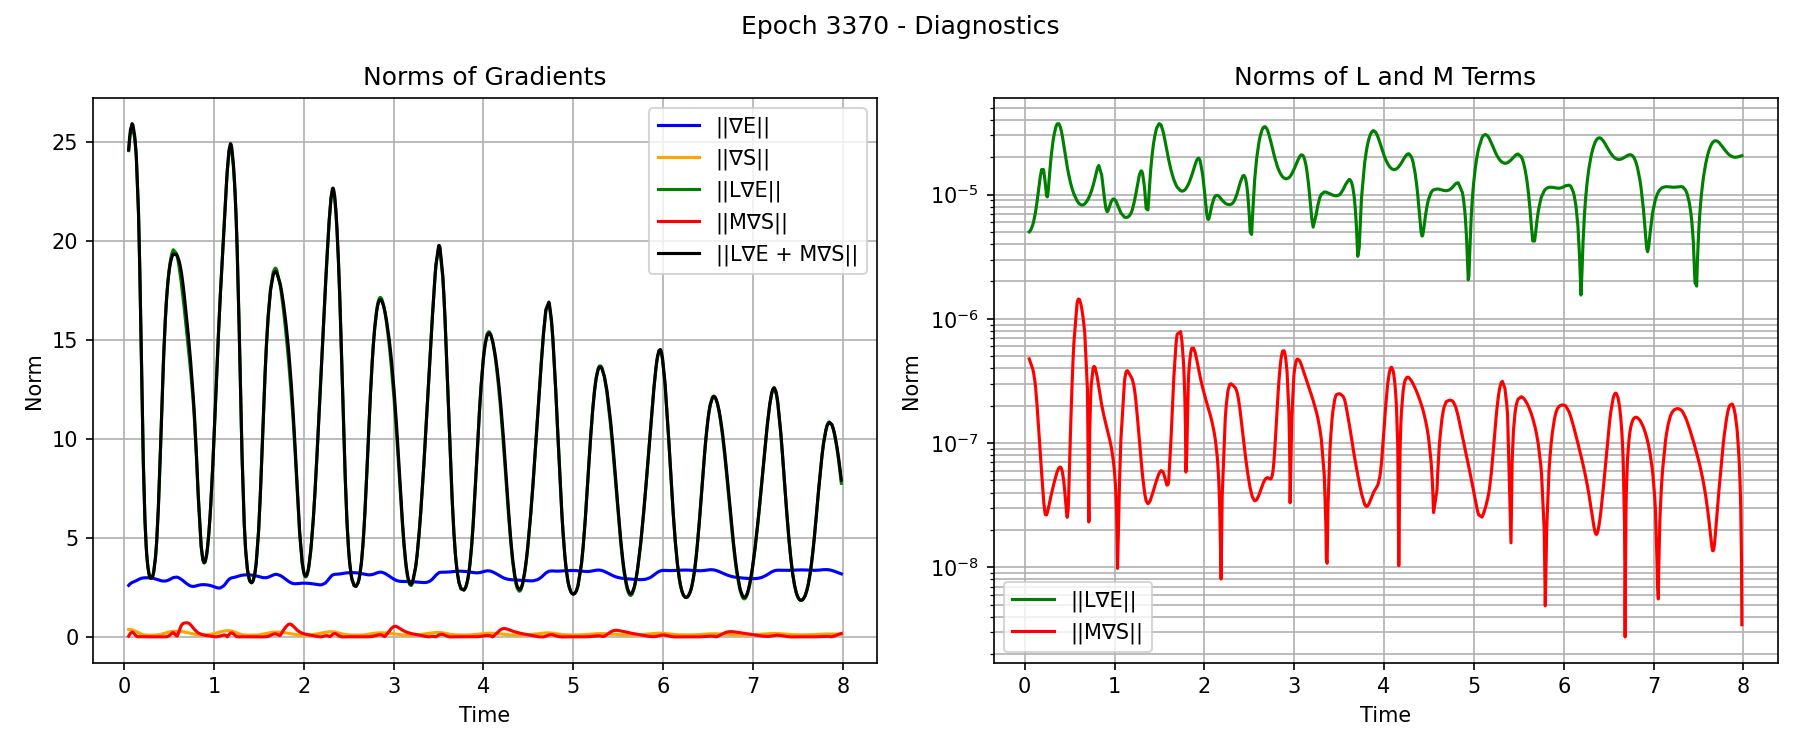 Epoch 3370 - Diagnostics
Norms of Gradients
Norm
25
20
15
10
5
0
||∇E||
||∇S||
||L∇E||
||M∇S||
||L∇E + M∇S||
0 1 2 3 4 5 6 7 8
Time
Norms of L and M Terms
Norm
10⁻⁵
10⁻⁶
10⁻⁷
10⁻⁸
||L∇E||
||M∇S||
0 1 2 3 4 5 6 7 8
Time